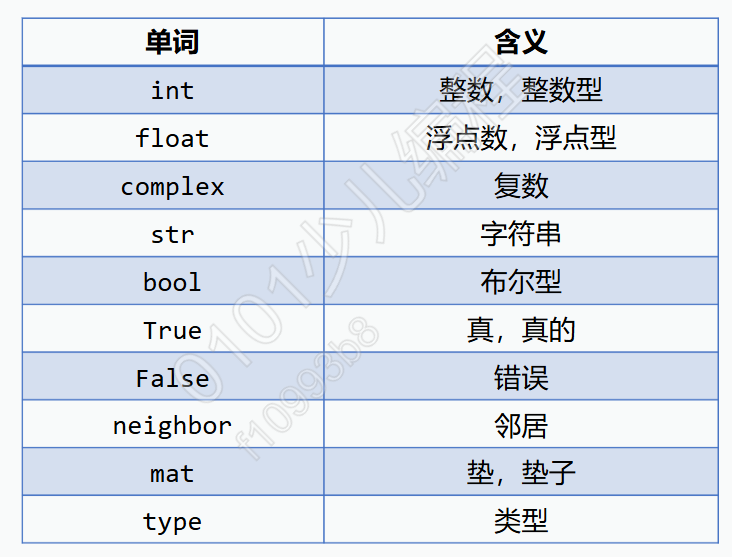 单词 含义
int 整数，整数型
float 浮点数，浮点型
complex 复数
str 字符串
bool 布尔型
True 真，真的
False 错误
neighbor 邻居
mat 垫，垫子
type 类型
0101少儿编程
f10993b8